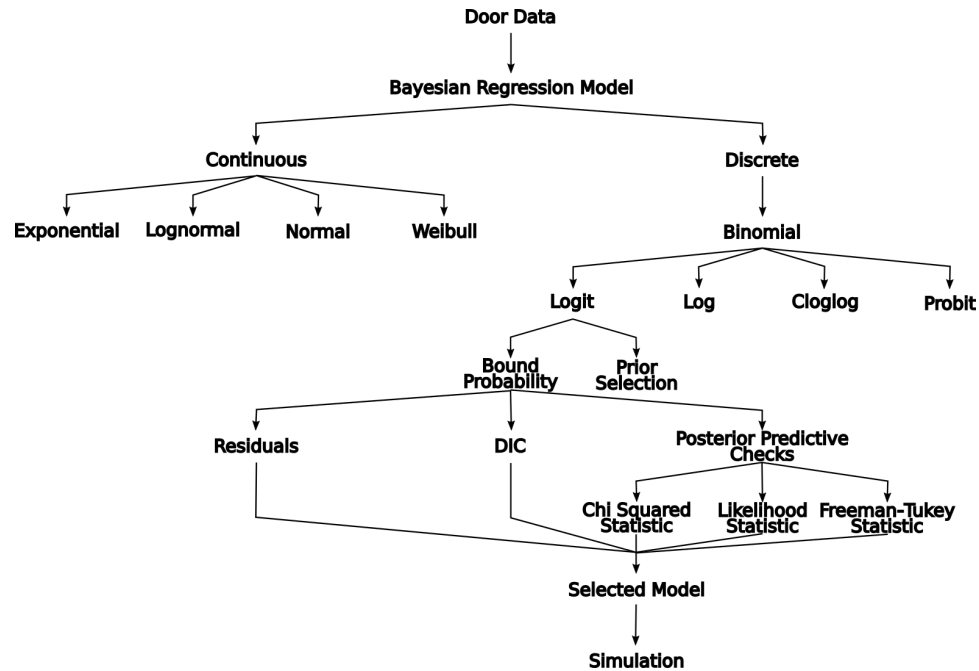 Door Data
Bayesian Regression Model
Continuous
Discrete
Exponential
Lognormal
Normal
Weibull
Binomial
Logit
Log
Cloglog
Probit
Bound
Probability
Prior
Selection
Residuals
DIC
Posterior Predictive
Checks
Chi Squared
Statistic
Likelihood
Statistic
Freeman-Tukey
Statistic
Selected Model
Simulation